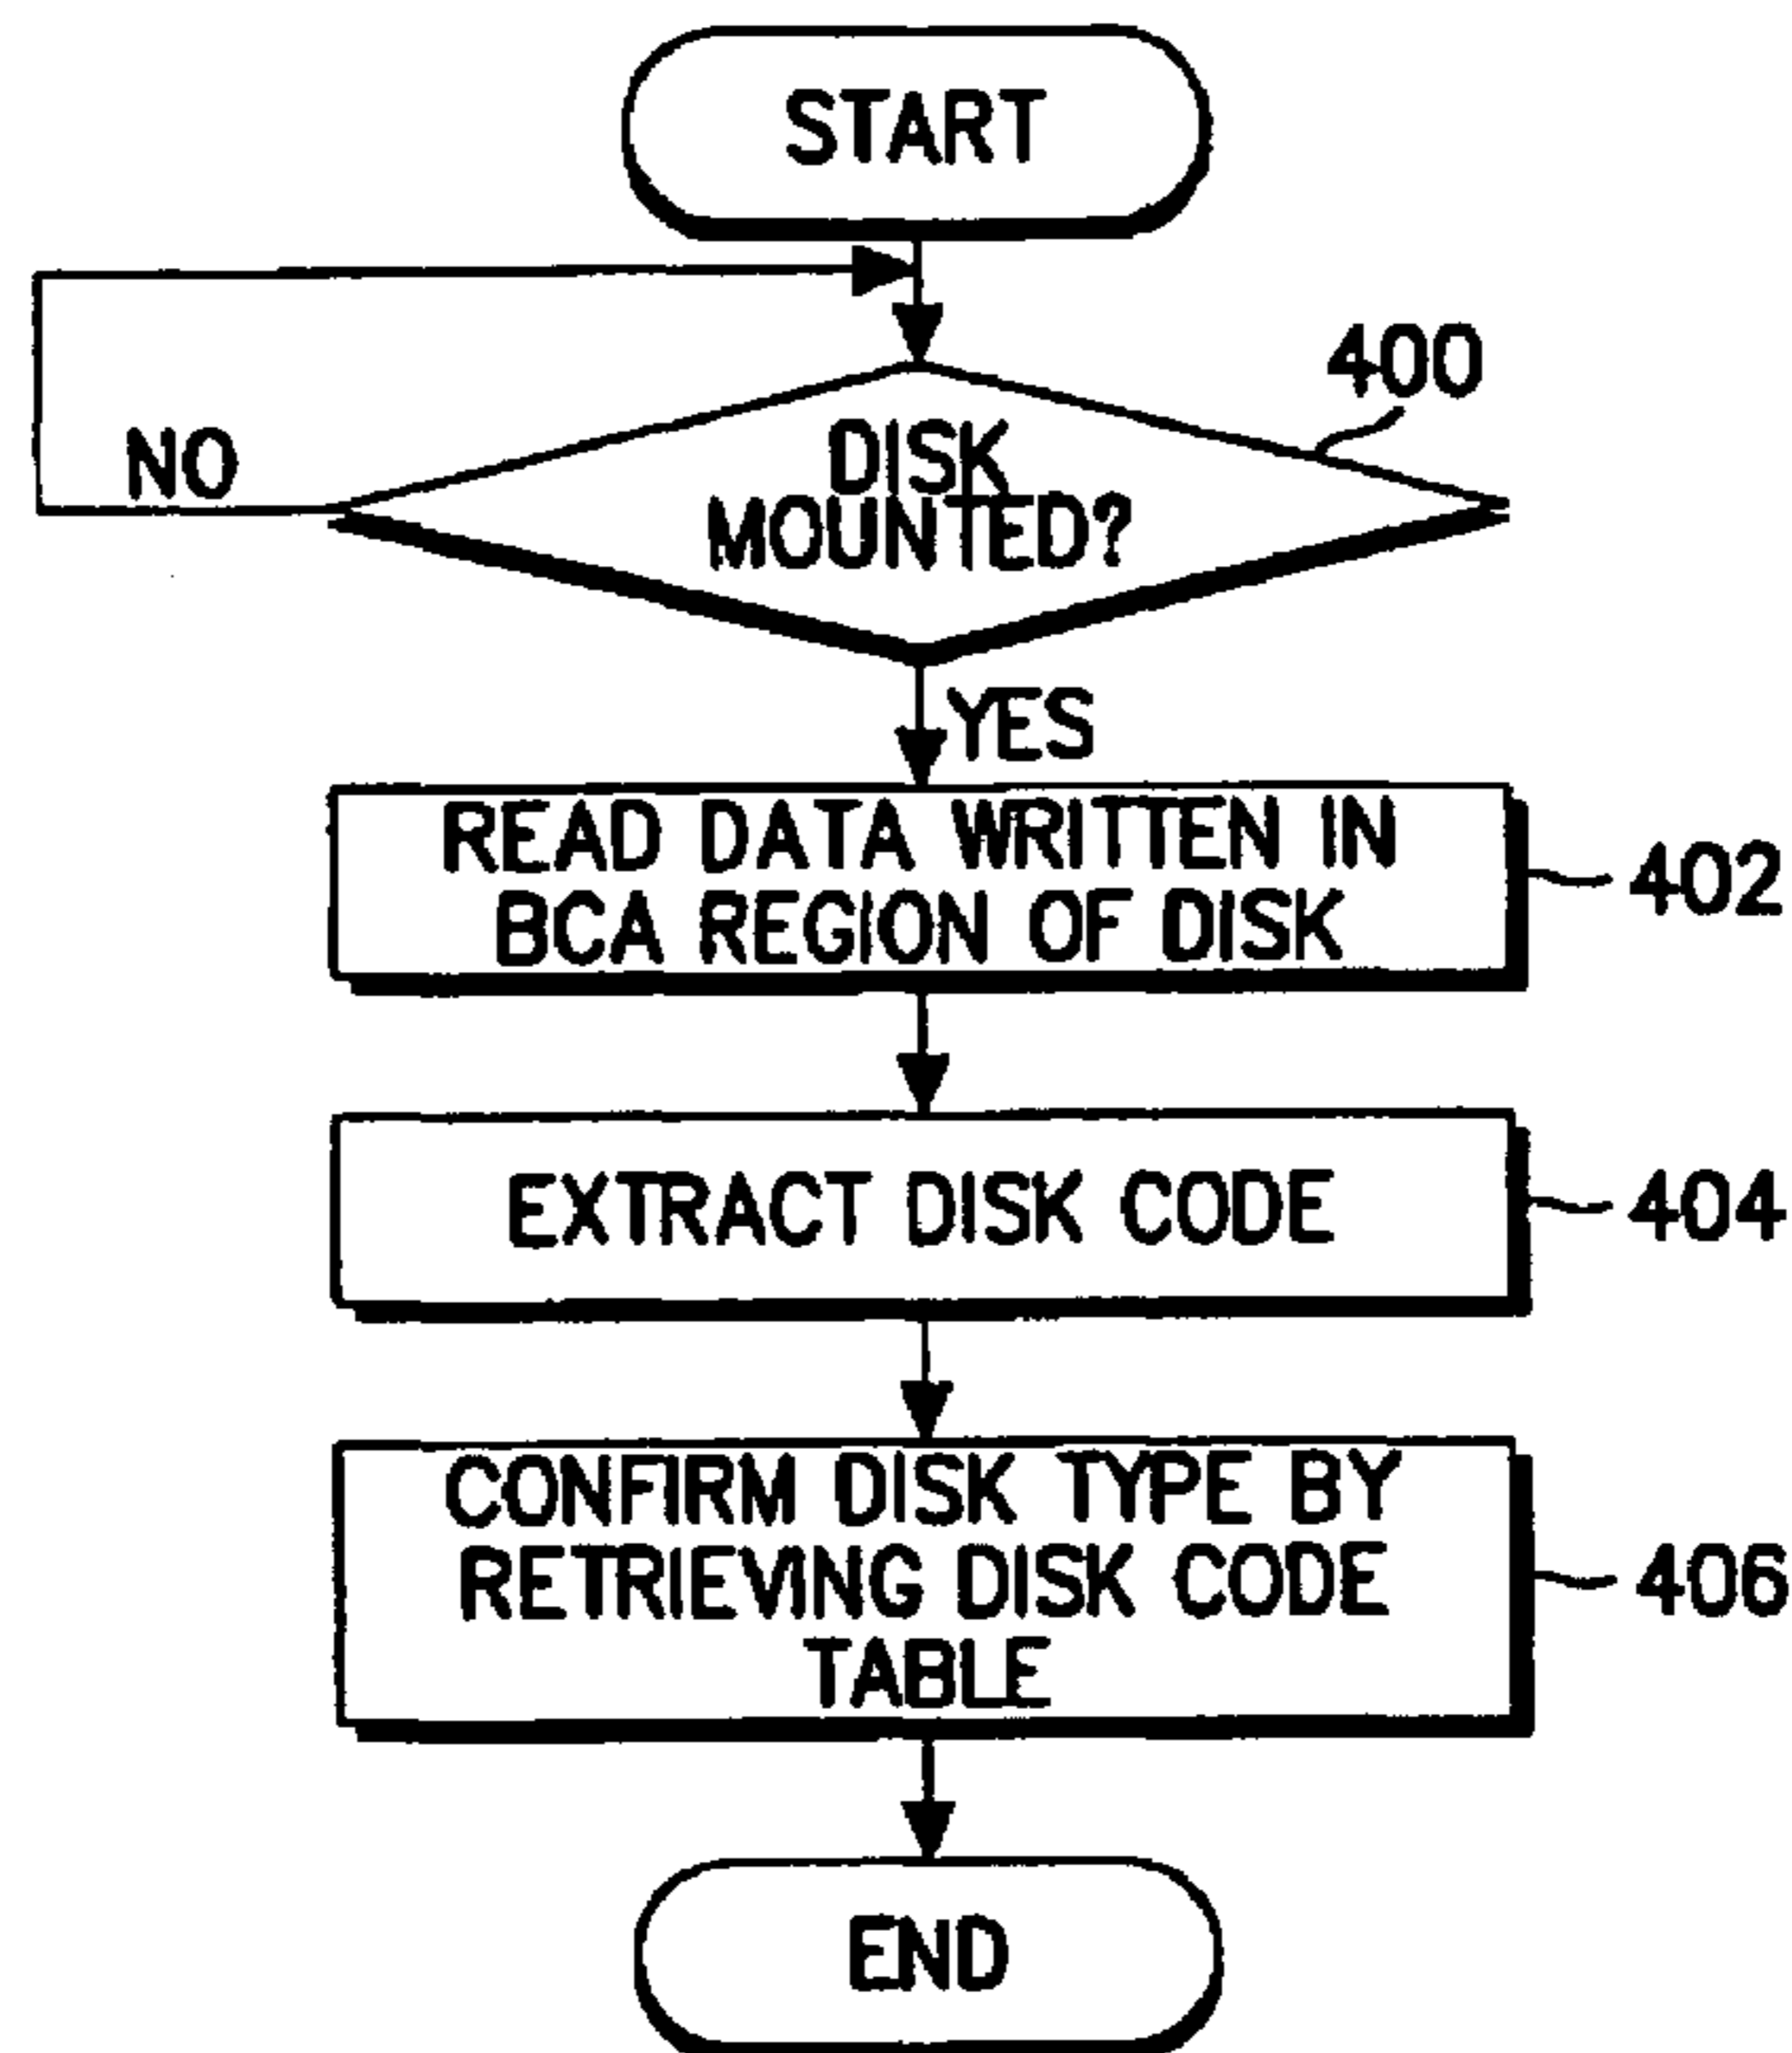 START
400
NO
DISK
MOUNTED?
YES
READ DATA WRITTEN IN
BCA REGION OF DISK
402
EXTRACT DISK CODE
404
CONFIRM DISK TYPE BY
RETRIEVING DISK CODE
TABLE
406
END